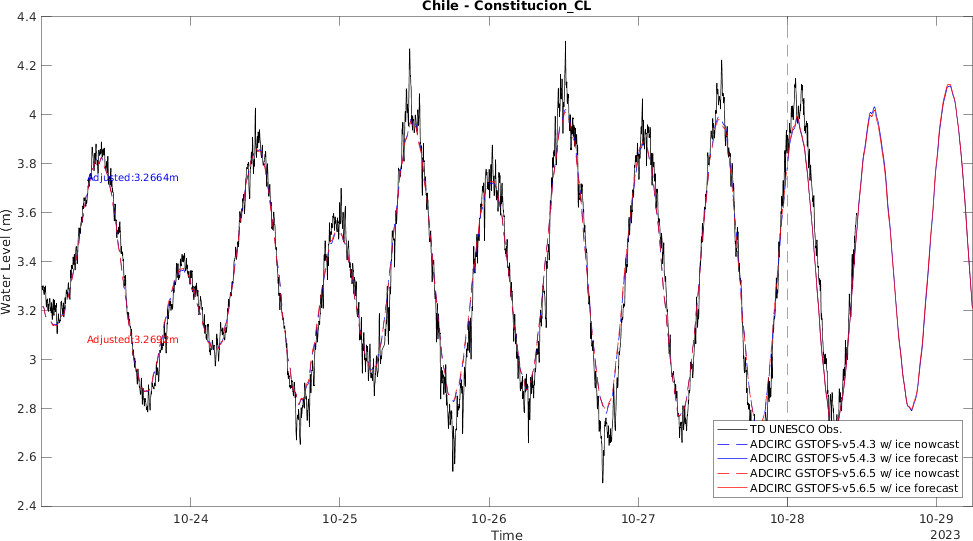 Chile - Constitucion_CL
4.4
4.2
4
3.8
3.6
3.4
3.2
3
2.8
2.6
2.4
Water Level (m)
Adjusted:3.2664m
TD UNESCO Obs.
ADCIRC GSTOFS-v5.4.3 w/ ice nowcast
ADCIRC GSTOFS-v5.4.3 w/ ice forecast
ADCIRC GSTOFS-v5.6.5 w/ ice nowcast
ADCIRC GSTOFS-v5.6.5 w/ ice forecast
10-24
10-25
10-26
10-27
10-28
10-29
2023
Time